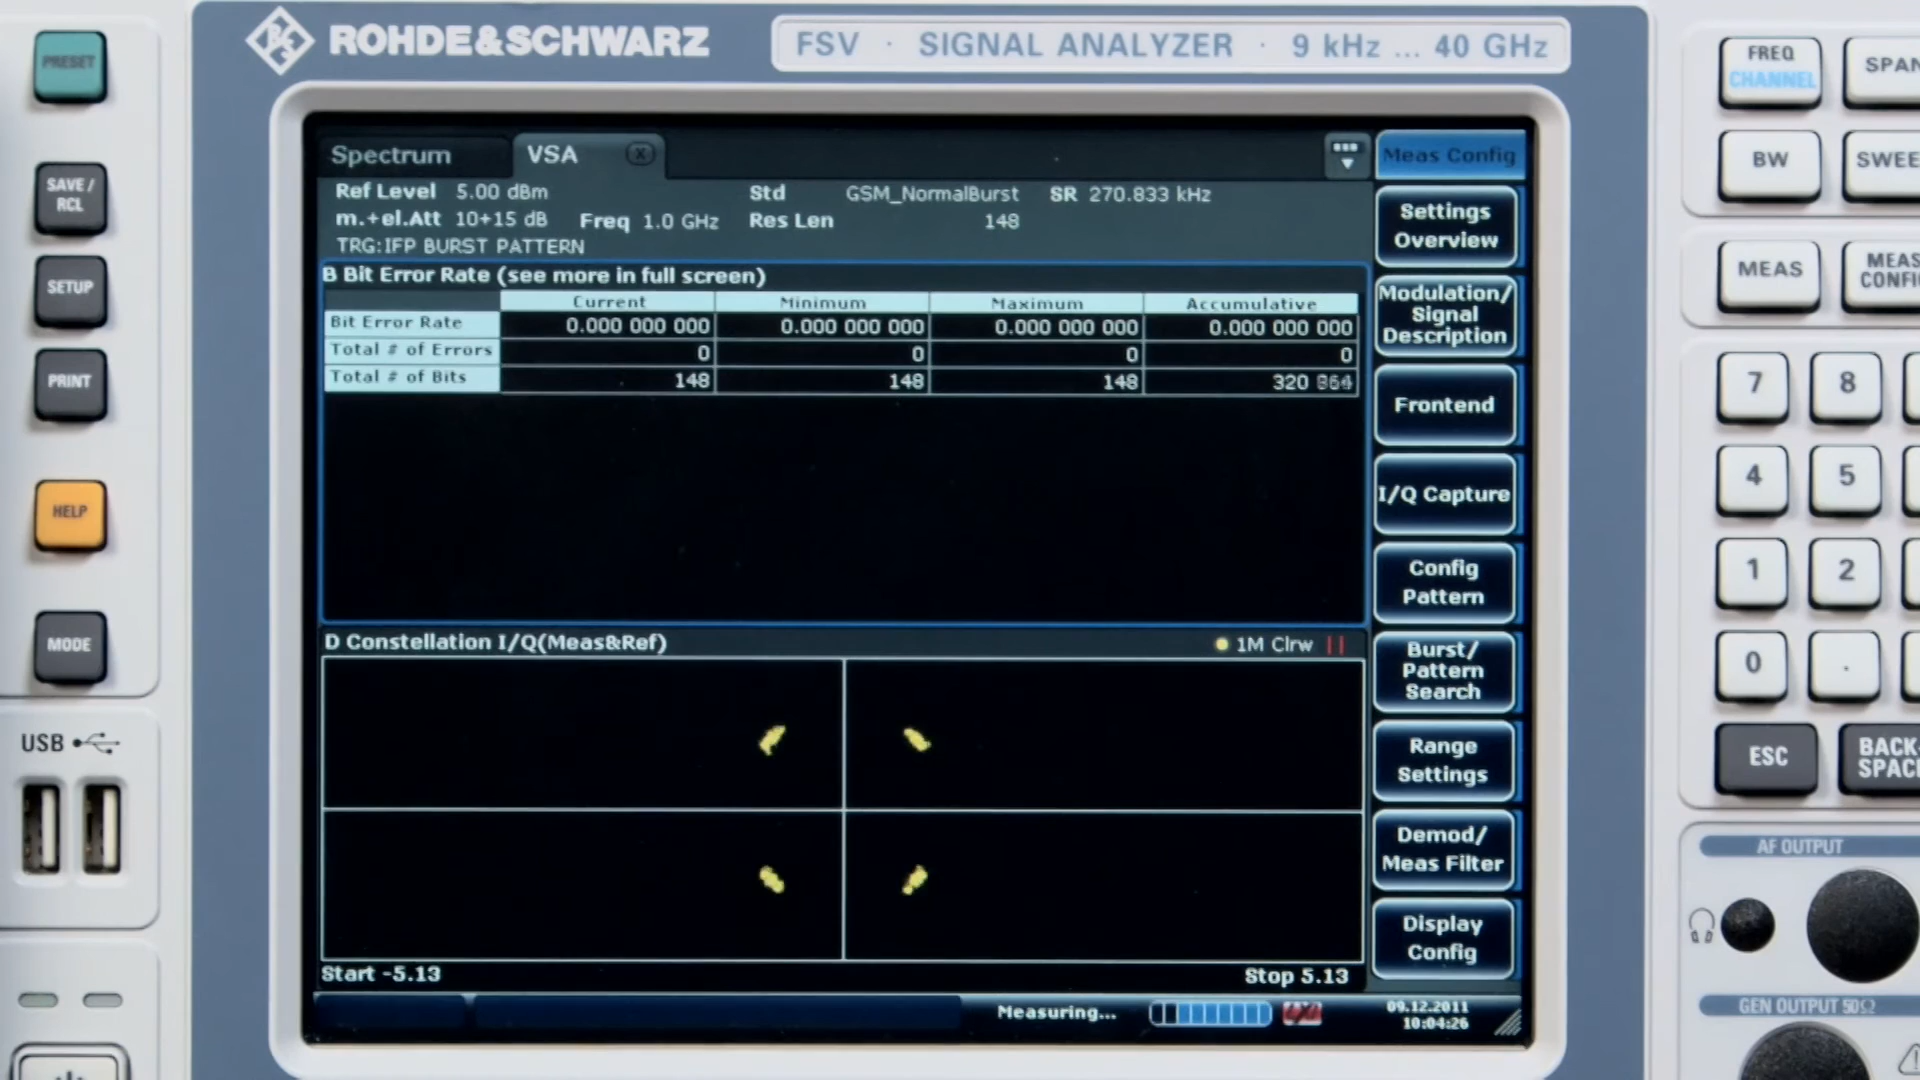 ROHDE&SCHWARZ
FSV · SIGNAL ANALYZER · 9 kHz ... 40 GHz
PRESET
SAVE /
RCL
SETUP
PRINT
HELP
MODE
USB
Spectrum
VSA
X
Ref Level 5.00 dBm
Std GSM_NormalBurst SR 270.833 kHz
m.+el.Att 10+15 dB Freq 1.0 GHz Res Len 148
TRG:IFP BURST PATTERN
B Bit Error Rate (see more in full screen)
Current Minimum Maximum Accumulative
Bit Error Rate 0.000 000 000 0.000 000 000 0.000 000 000 0.000 000 000
Total # of Errors 0 0 0 0
Total # of Bits 148 148 148 320
D Constellation I/Q(Meas&Ref)
1M Clrw
Start -5.13
Stop 5.13
Measuring...
09.12.2011
10:04:26
Meas Config
Settings
Overview
Modulation/
Signal
Description
Frontend
I/Q Capture
Config
Pattern
Burst/
Pattern
Search
Range
Settings
Demod/
Meas Filter
Display
Config
FREQ
CHANNEL
SPAN
BW
SWEE
MEAS
MEAS
CONFIG
7
8
4
5
1
2
0
.
ESC
BACK-
SPACE
AF OUTPUT
GEN OUTPUT 50Ω